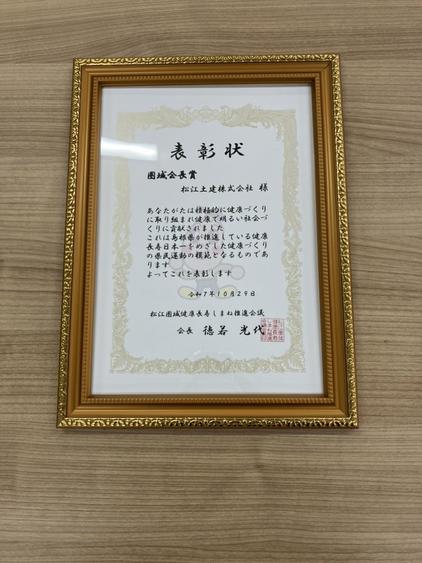 表彰状
圏域会長賞
松江土建株式会社 様
あなたがたは積極的に健康づくり
に取り組まれ健康で明るい社会づ
くりに貢献されました
これは島根県が推進している健康
長寿日本一をめざした健康づくり
の県民運動の模範となるものであ
ります
よってこれを表彰します
令和7年10月29日
松江圏域健康長寿しまね推進会議
会長 徳若 光代